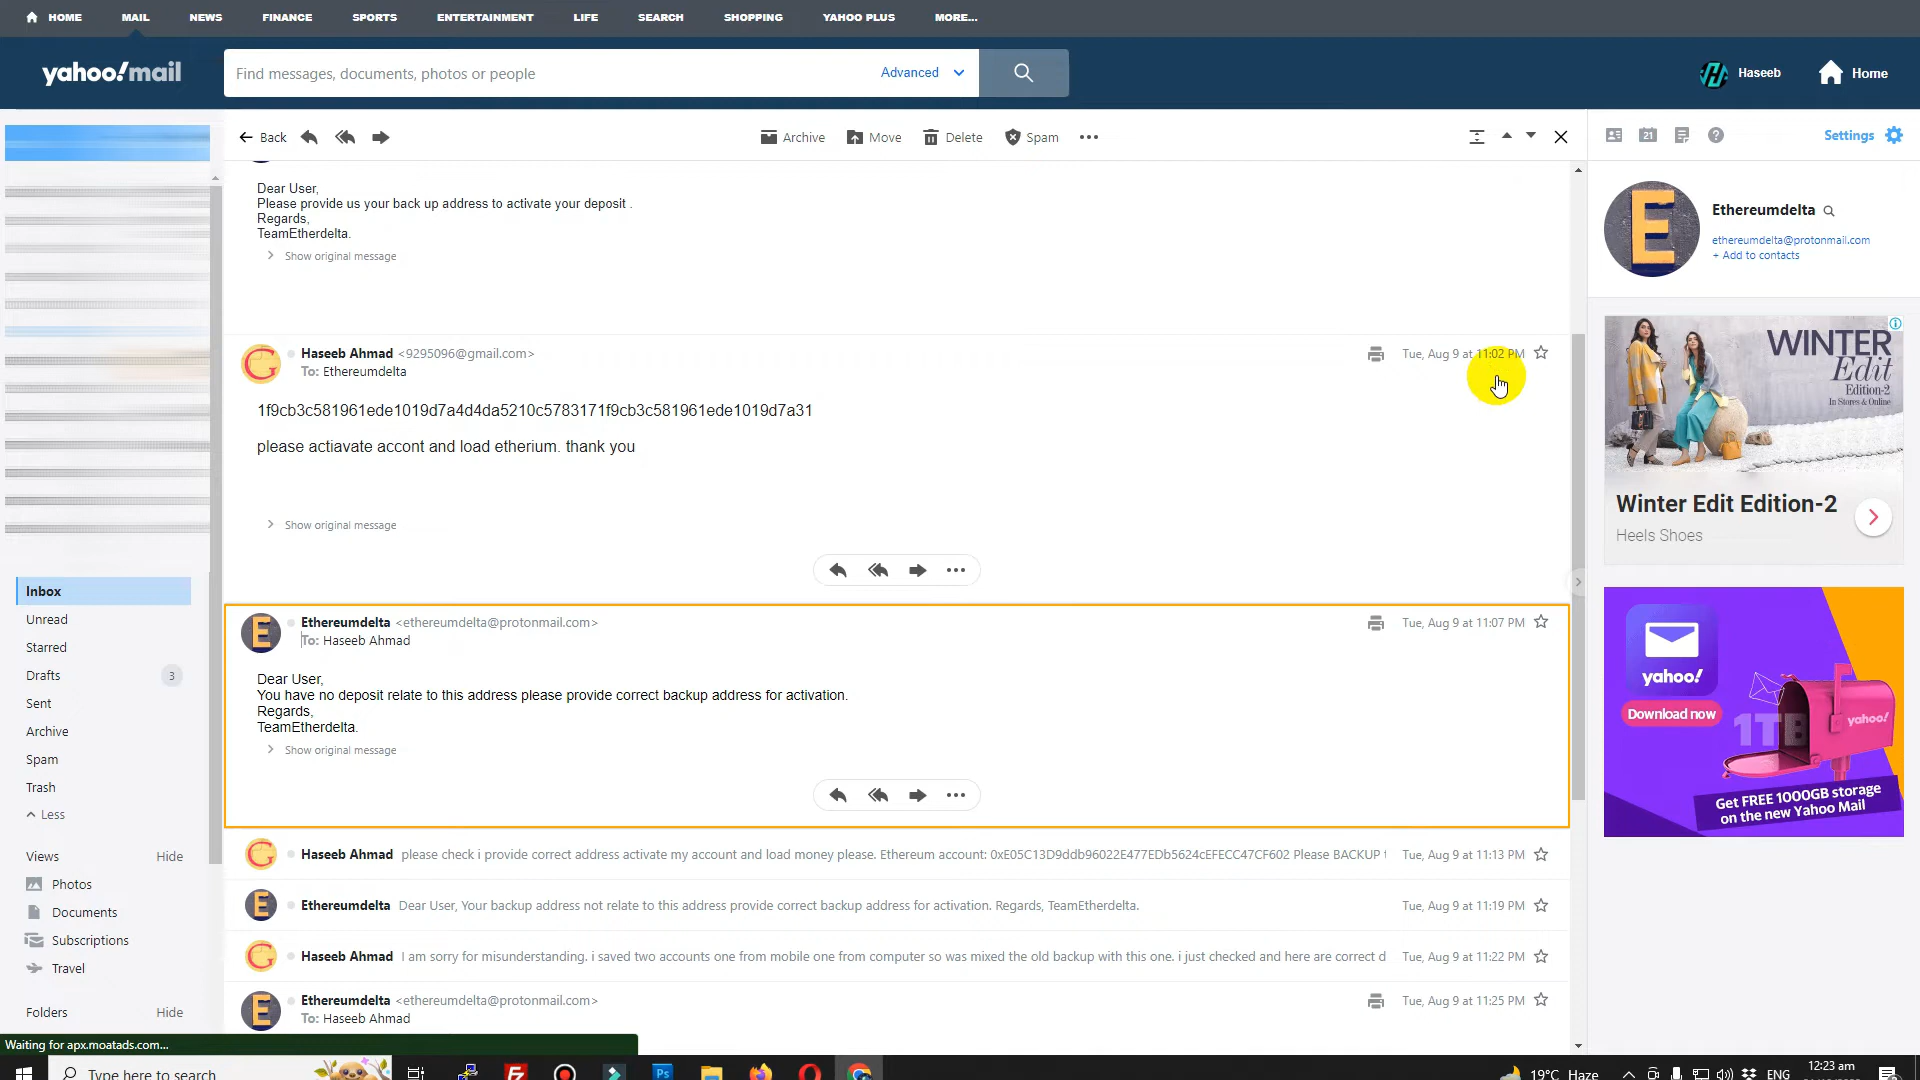 HOME MAIL NEWS FINANCE SPORTS ENTERTAINMENT LIFE SEARCH SHOPPING YAHOO PLUS MORE...
yahoo!mail
Find messages, documents, photos or people
Advanced
Haseeb
Home
Back
Archive Move Delete Spam
21
Settings
Dear User,
Please provide us your back up address to activate your deposit .
Regards,
TeamEtherdelta.
Show original message
Haseeb Ahmad <9295096@gmail.com>
Tue, Aug 9 at 11:02 PM
To: Ethereumdelta
1f9cb3c581961ede1019d7a4d4da5210c5783171f9cb3c581961ede1019d7a31
please actiavate accont and load etherium. thank you
Show original message
Ethereumdelta <ethereumdelta@protonmail.com>
Tue, Aug 9 at 11:07 PM
To: Haseeb Ahmad
Dear User,
You have no deposit relate to this address please provide correct backup address for activation.
Regards,
TeamEtherdelta.
Show original message
Haseeb Ahmad please check i provide correct address activate my account and load money please. Ethereum account: 0xE05C13D9ddb96022E477EDb5624cEFECC47CF602 Please BACKUP
Tue, Aug 9 at 11:13 PM
Ethereumdelta Dear User, Your backup address not relate to this address provide correct backup address for activation. Regards, TeamEtherdelta.
Tue, Aug 9 at 11:19 PM
Haseeb Ahmad I am sorry for misunderstanding. i saved two accounts one from mobile one from computer so was mixed the old backup with this one. i just checked and here are correct d
Tue, Aug 9 at 11:22 PM
Ethereumdelta <ethereumdelta@protonmail.com>
Tue, Aug 9 at 11:25 PM
To: Haseeb Ahmad
Inbox
Unread
Starred
Drafts 3
Sent
Archive
Spam
Trash
Less
Views Hide
Photos
Documents
Subscriptions
Travel
Folders Hide
Ethereumdelta
ethereumdelta@protonmail.com
+ Add to contacts
WINTER
Edit
Edition-2
In Stores & Online
Winter Edit Edition-2
Heels Shoes
yahoo!
Download now
1TB
yahoo!
Get FREE 1000GB storage
on the new Yahoo Mail
Waiting for apx.moatads.com...
Type here to search
Ps
19°C Haze
ENG
12:23 am